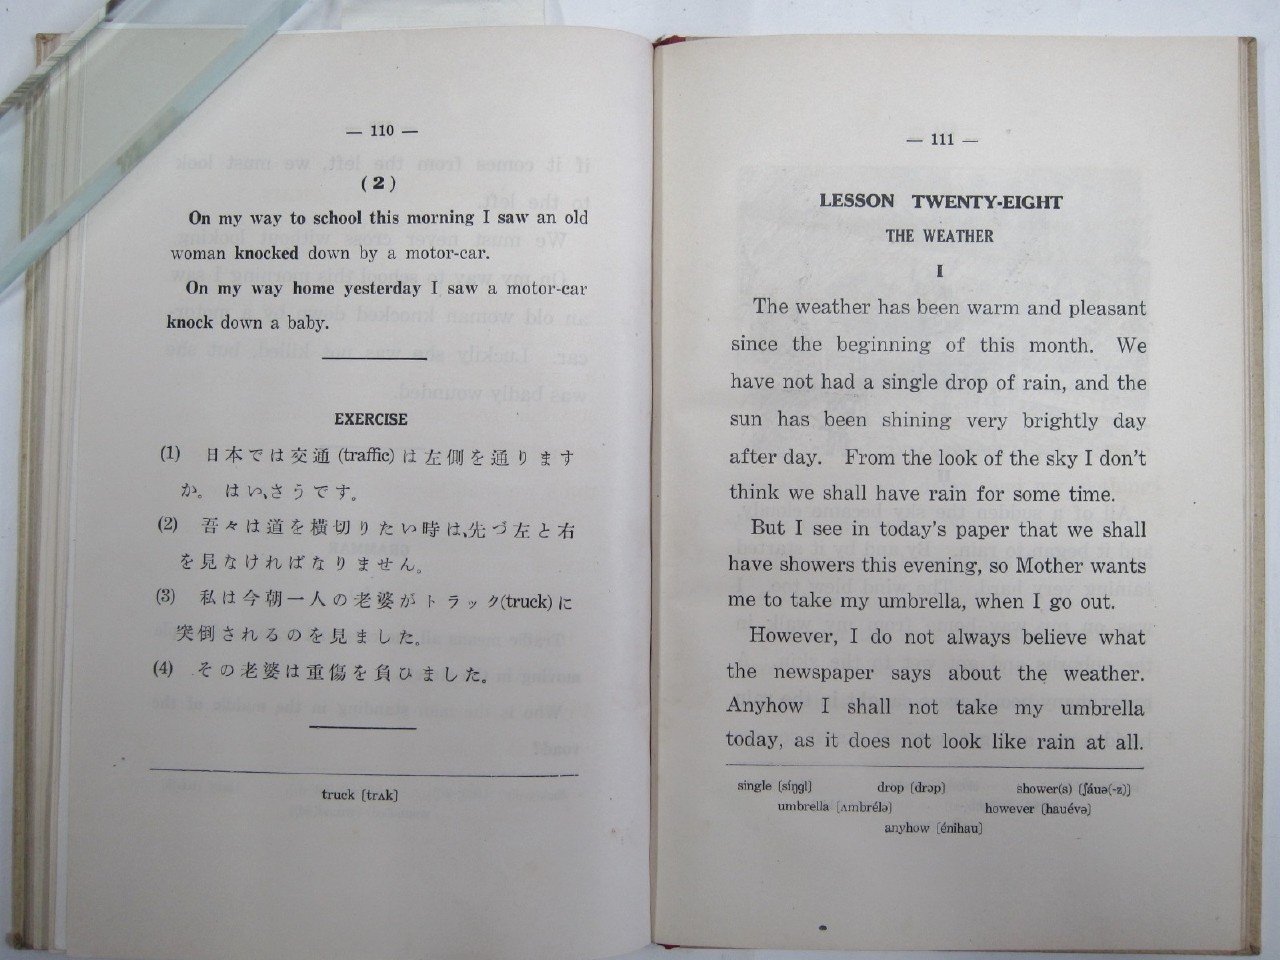 — 110 —
(2)
On my way to school this morning I saw an old
woman knocked down by a motor-car.
On my way home yesterday I saw a motor-car
knock down a baby.
EXERCISE
(1) 日本では交通 (traffic) は左側を通ります
か。 はい、さうです。
(2) 吾々は道を横切りたい時は、先づ左と右
を見なければなりません。
(3) 私は今朝一人の老婆がトラック(truck)に
突倒されるのを見ました。
(4) その老婆は重傷を負ひました。
truck [trʌk]
— 111 —
LESSON TWENTY-EIGHT
THE WEATHER
I
The weather has been warm and pleasant
since the beginning of this month. We
have not had a single drop of rain, and the
sun has been shining very brightly day
after day. From the look of the sky I don't
think we shall have rain for some time.
But I see in today's paper that we shall
have showers this evening, so Mother wants
me to take my umbrella, when I go out.
However, I do not always believe what
the newspaper says about the weather.
Anyhow I shall not take my umbrella
today, as it does not look like rain at all.
single [síŋgl] drop [drɔp] shower(s) [ʃáuə(-z)]
umbrella [ʌmbrélə] however [hauévə]
anyhow [énihau]